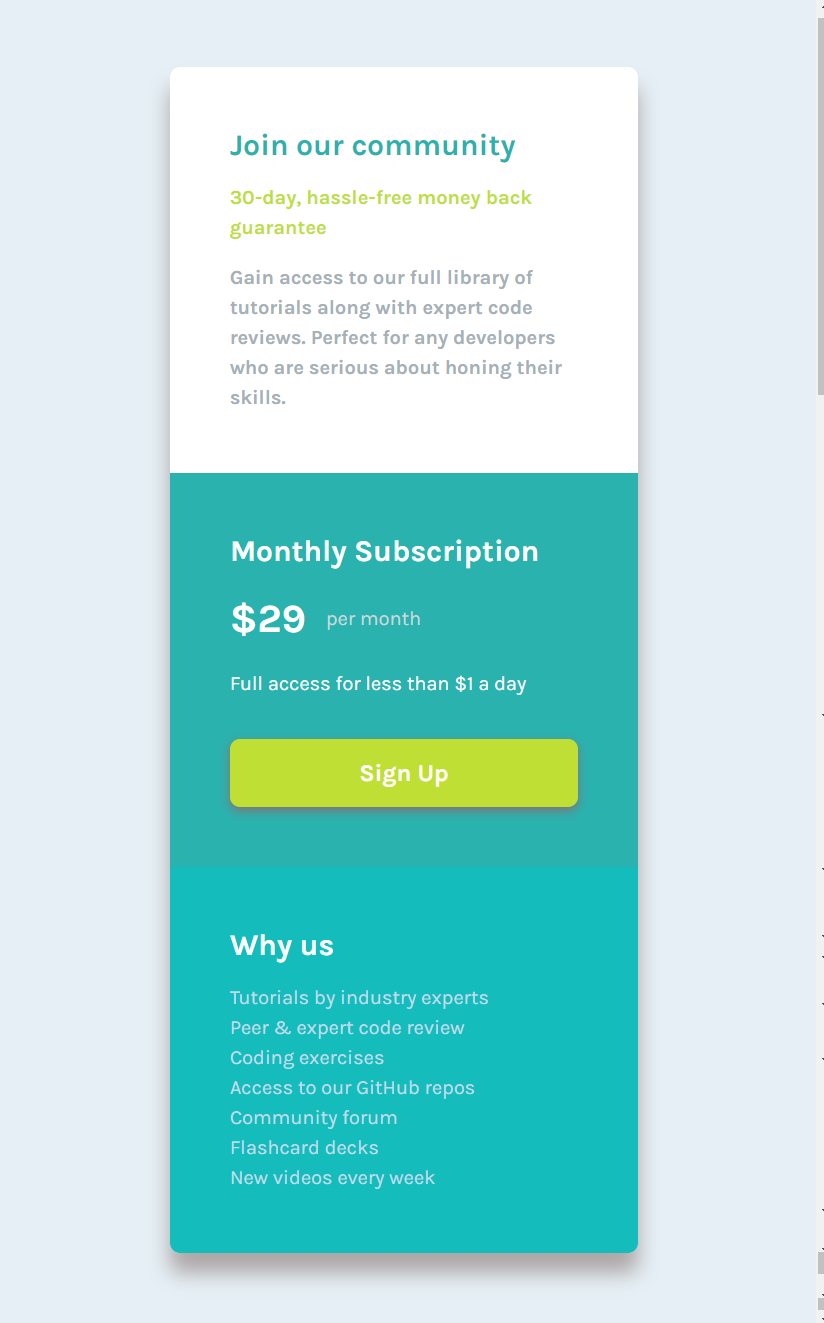 Join our community
30-day, hassle-free money back
guarantee
Gain access to our full library of
tutorials along with expert code
reviews. Perfect for any developers
who are serious about honing their
skills.
Monthly Subscription
$29 per month
Full access for less than $1 a day
Sign Up
Why us
Tutorials by industry experts
Peer & expert code review
Coding exercises
Access to our GitHub repos
Community forum
Flashcard decks
New videos every week